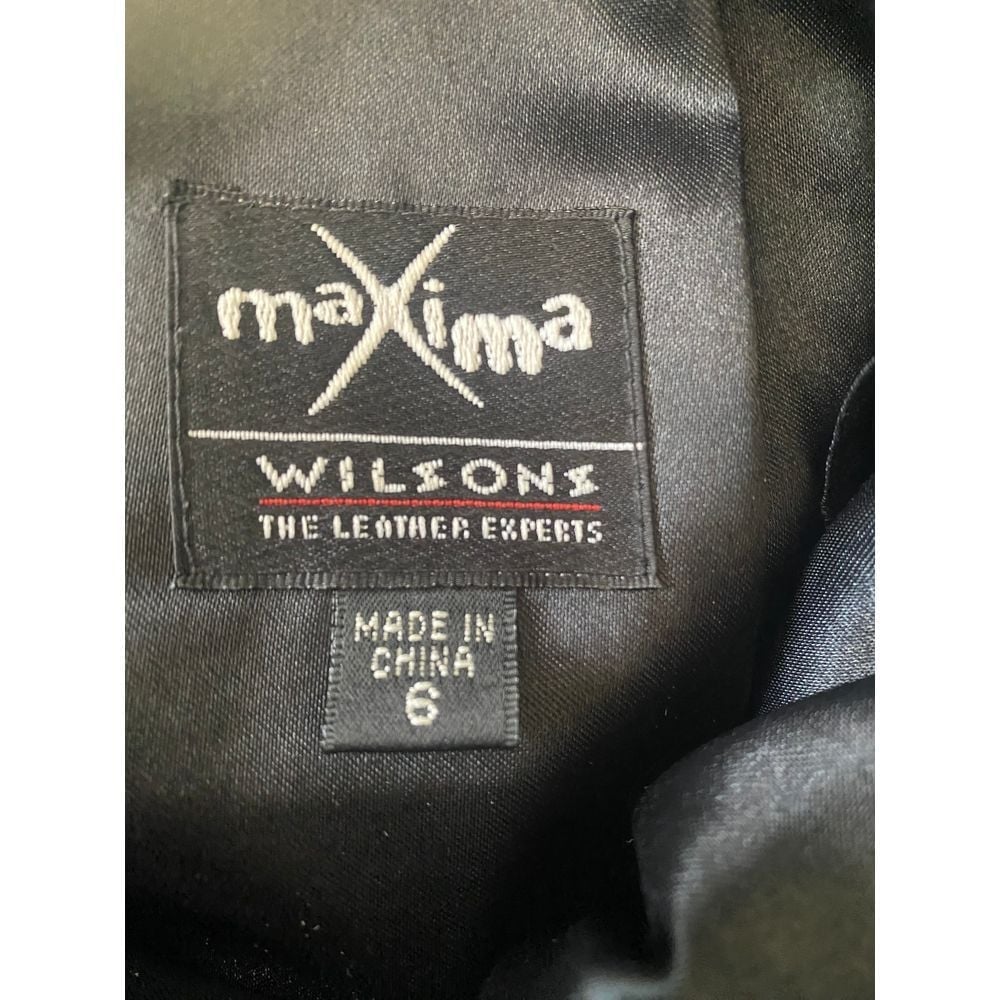 maXima
WILSONS
THE LEATHER EXPERTS
MADE IN
CHINA
6